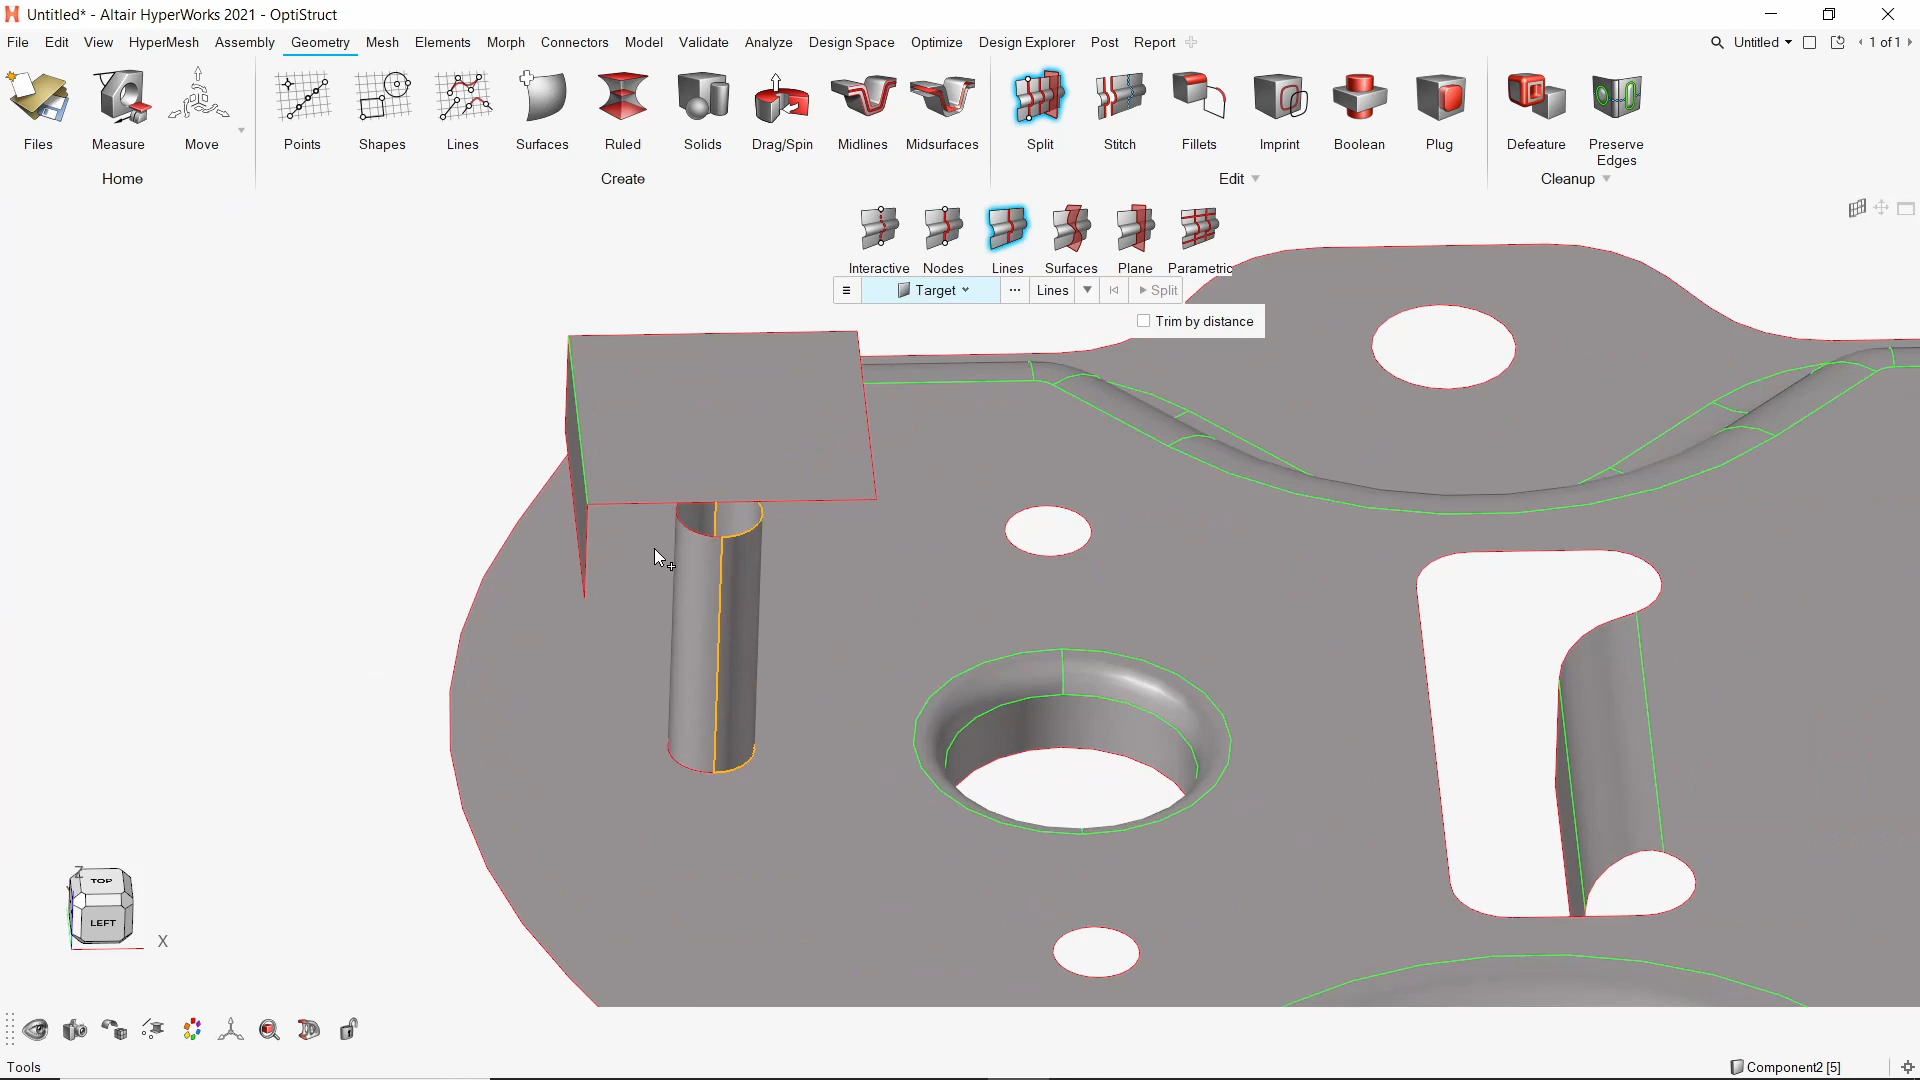 Untitled* - Altair HyperWorks 2021 - OptiStruct
File Edit View HyperMesh Assembly Geometry Mesh Elements Morph Connectors Model Validate Analyze Design Space Optimize Design Explorer Post Report Untitled 1 of 1
Files Measure Move Points Shapes Lines Surfaces Ruled Solids Drag/Spin Midlines Midsurfaces Split Stitch Fillets Imprint Boolean Plug Defeature Preserve Edges
Home Create Edit Cleanup
Interactive Nodes Lines Surfaces Plane Parametric
Target ... Lines Split
Trim by distance
Z
TOP
LEFT
X
Tools Component2 [5]